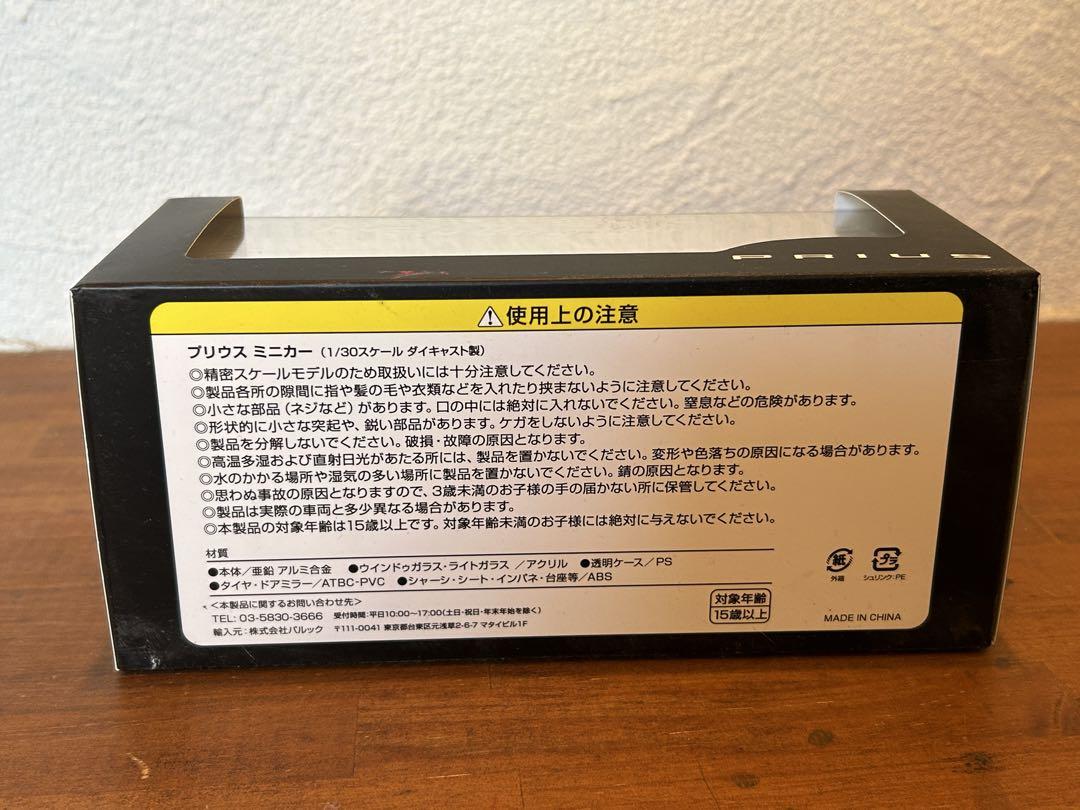 PRIUS
使用上の注意
プリウス ミニカー（1/30スケール ダイキャスト製）
◎精密スケールモデルのため取扱いには十分注意してください。
◎製品各所の隙間に指や髪の毛や衣類などを入れたり挟まないように注意してください。
◎小さな部品（ネジなど）があります。口の中には絶対に入れないでください。窒息などの危険があります。
◎形状的に小さな突起や、鋭い部品があります。ケガをしないように注意してください。
◎製品を分解しないでください。破損・故障の原因となります。
◎高温多湿および直射日光があたる所には、製品を置かないでください。変形や色落ちの原因になる場合があります。
◎水のかかる場所や湿気の多い場所に製品を置かないでください。錆の原因となります。
◎思わぬ事故の原因となりますので、3歳未満のお子様の手の届かない所に保管してください。
◎製品は実際の車両と多少異なる場合があります。
◎本製品の対象年齢は15歳以上です。対象年齢未満のお子様には絶対に与えないでください。
材質
●本体/亜鉛 アルミ合金 ●ウインドゥガラス・ライトガラス /アクリル ●透明ケース/PS
●タイヤ・ドアミラー/ATBC-PVC ●シャーシ・シート・インパネ・台座等/ABS
＜本製品に関するお問い合わせ先＞
TEL: 03-5830-3666 受付時間:平日10:00〜17:00(土日・祝日・年末年始を除く)
輸入元:株式会社バルック 〒111-0041 東京都台東区元浅草2-6-7 マタイビル1F
対象年齢
15歳以上
紙
外箱
プラ
シュリンク:PE
MADE IN CHINA